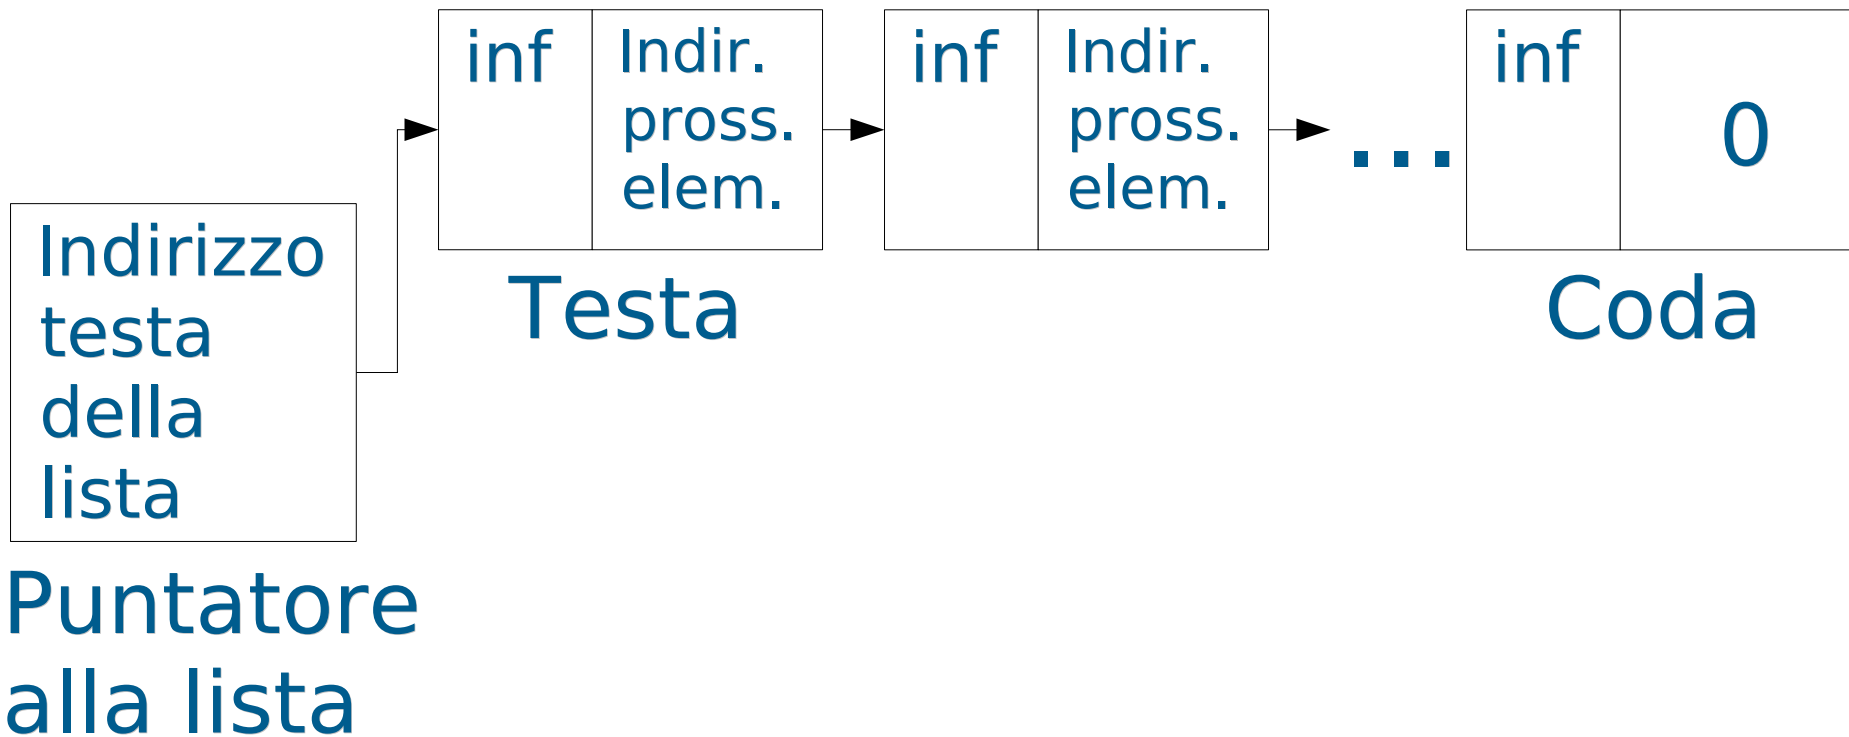 Indirizzo
testa
della
lista
Puntatore
alla lista
inf
Indir.
pross.
elem.
Testa
inf
Indir.
pross.
elem.
...
inf
0
Coda